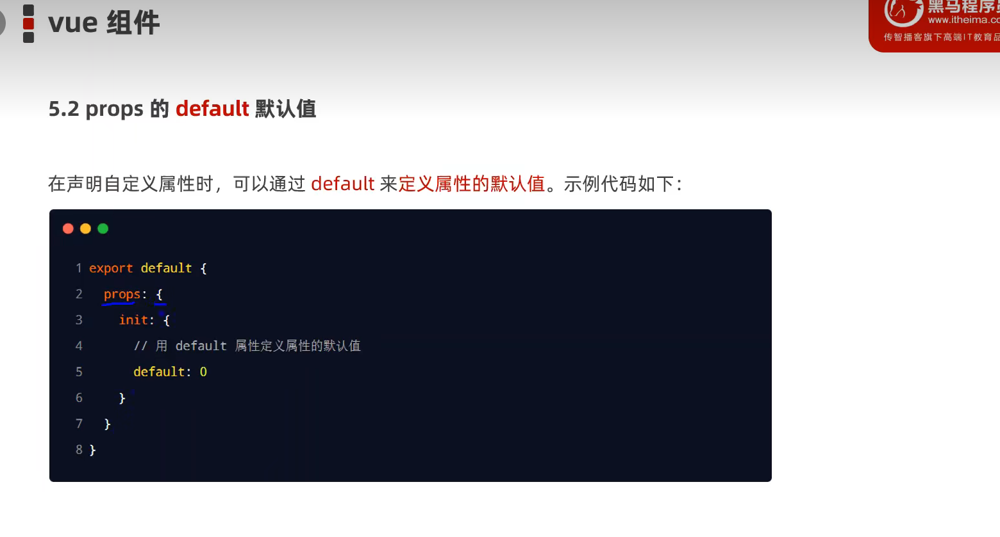 vue 组件
黑马程序员
www.itheima.co
传智播客旗下高端IT教育品
5.2 props 的 default 默认值
在声明自定义属性时，可以通过 default 来定义属性的默认值。示例代码如下：
1 export default {
2 props: {
3 init: {
4 // 用 default 属性定义属性的默认值
5 default: 0
6 }
7 }
8 }